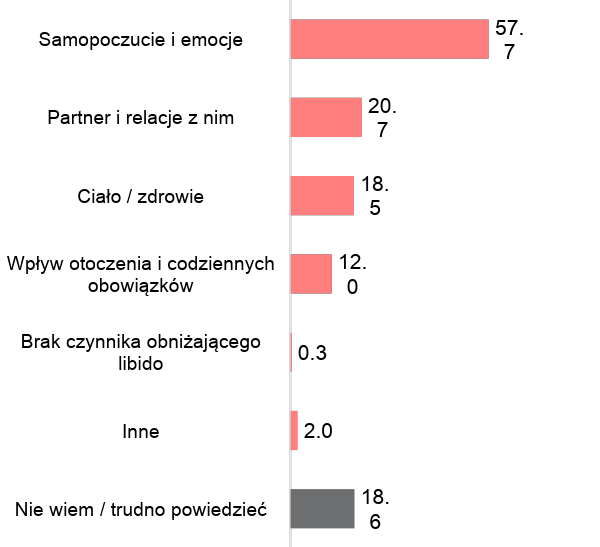 Samopoczucie i emocje
57.
7
Partner i relacje z nim
20.
7
Ciało / zdrowie
18.
5
Wpływ otoczenia i codziennych
obowiązków
12.
0
Brak czynnika obniżającego
libido
0.3
Inne
2.0
Nie wiem / trudno powiedzieć
18.
6